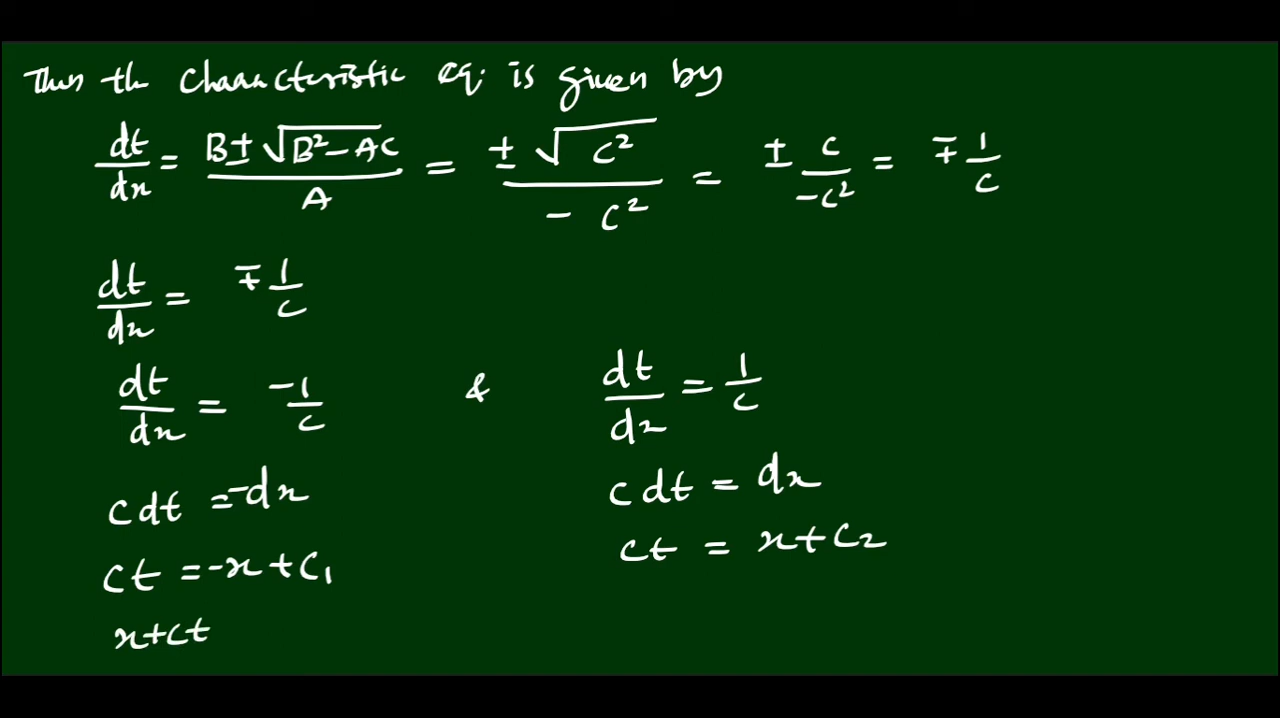 Thus th characteristic eq. is given by
dt/dx = B ± √B² − AC / A = ± √c² / − c² = ± c / −c² = ∓ 1/c
dt/dx = ∓ 1/c
dt/dx = −1/c & dt/dx = 1/c
c dt = −dx c dt = dx
ct = −x + c₁ ct = x + c₂
x + ct